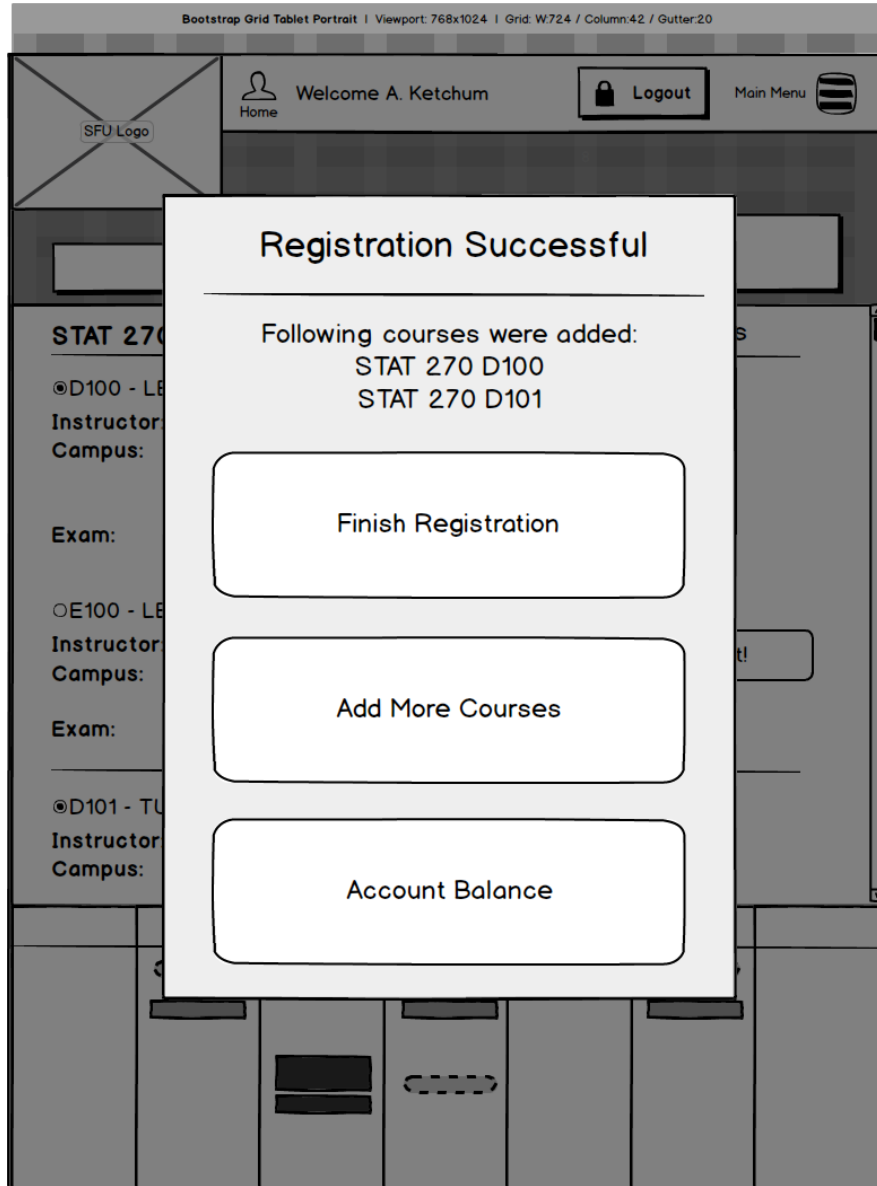 Bootstrap Grid Tablet Portrait | Viewport: 768x1024 | Grid: W:724 / Column:42 / Gutter:20
SFU Logo
Home
Welcome A. Ketchum
Logout
Main Menu
Registration Successful
Following courses were added:
STAT 270 D100
STAT 270 D101
Finish Registration
Add More Courses
Account Balance
STAT 270
D100 - LE
Instructor:
Campus:
Exam:
E100 - LE
Instructor:
Campus:
Exam:
D101 - TU
Instructor
Campus:
s
t!